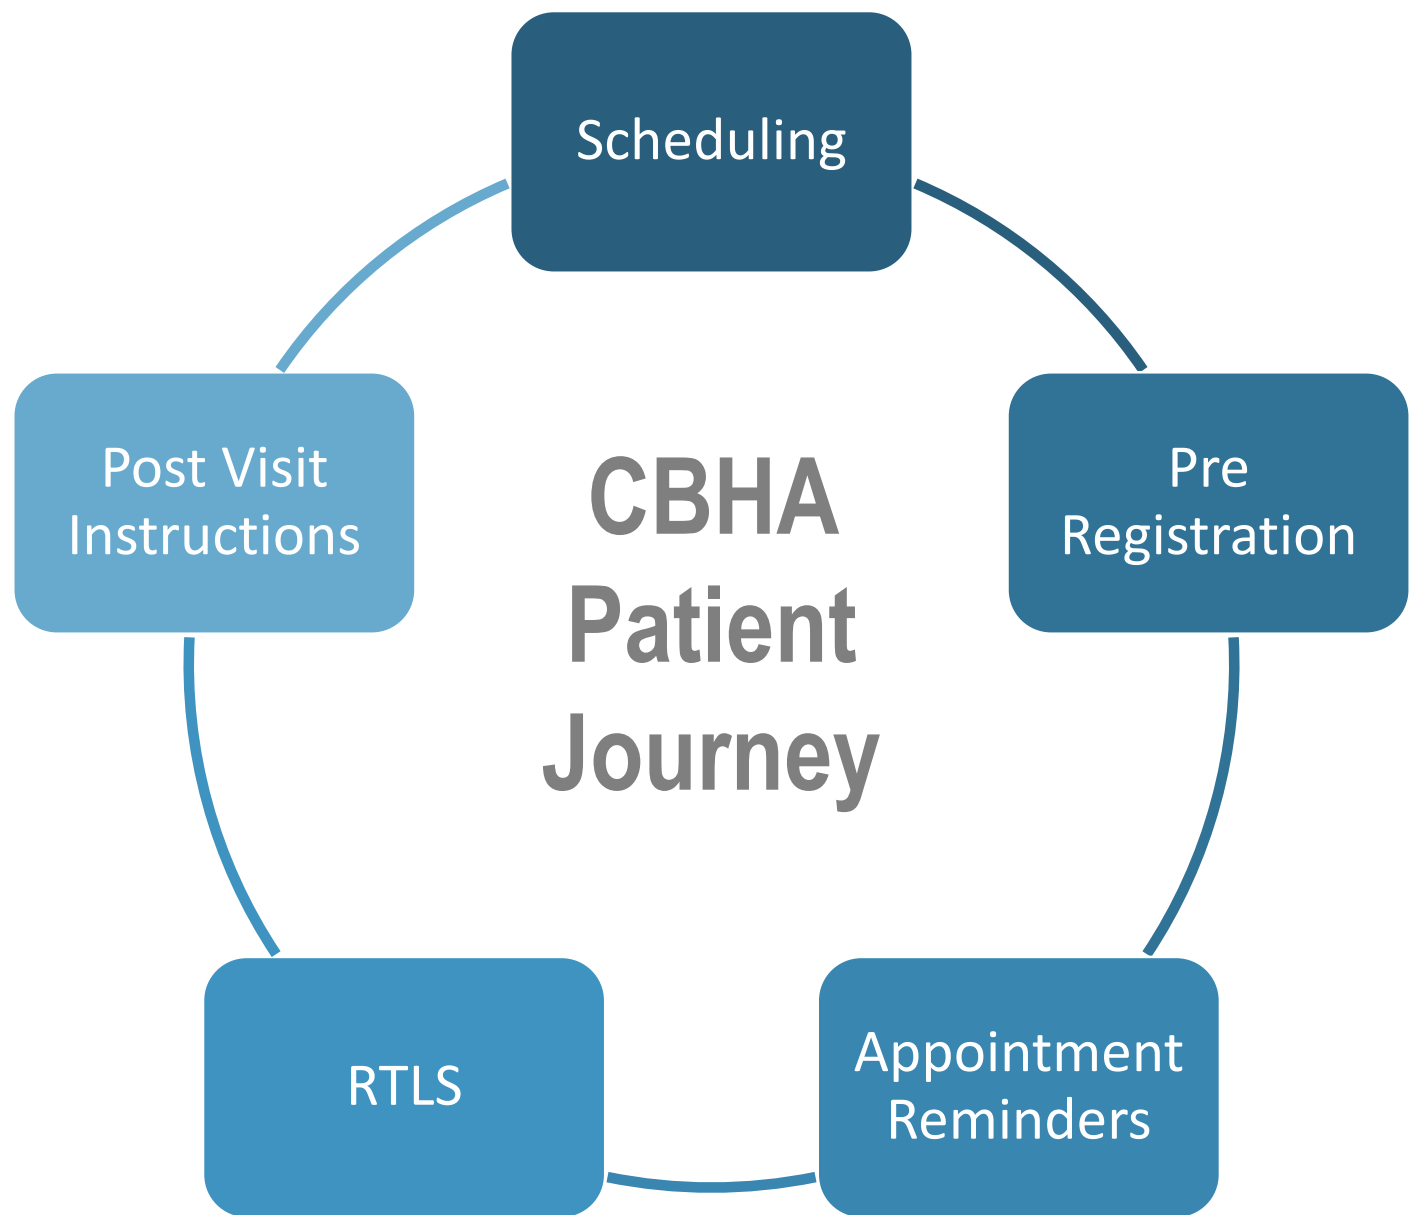 Scheduling
Pre
Registration
Appointment
Reminders
RTLS
Post Visit
Instructions
CBHA
Patient
Journey